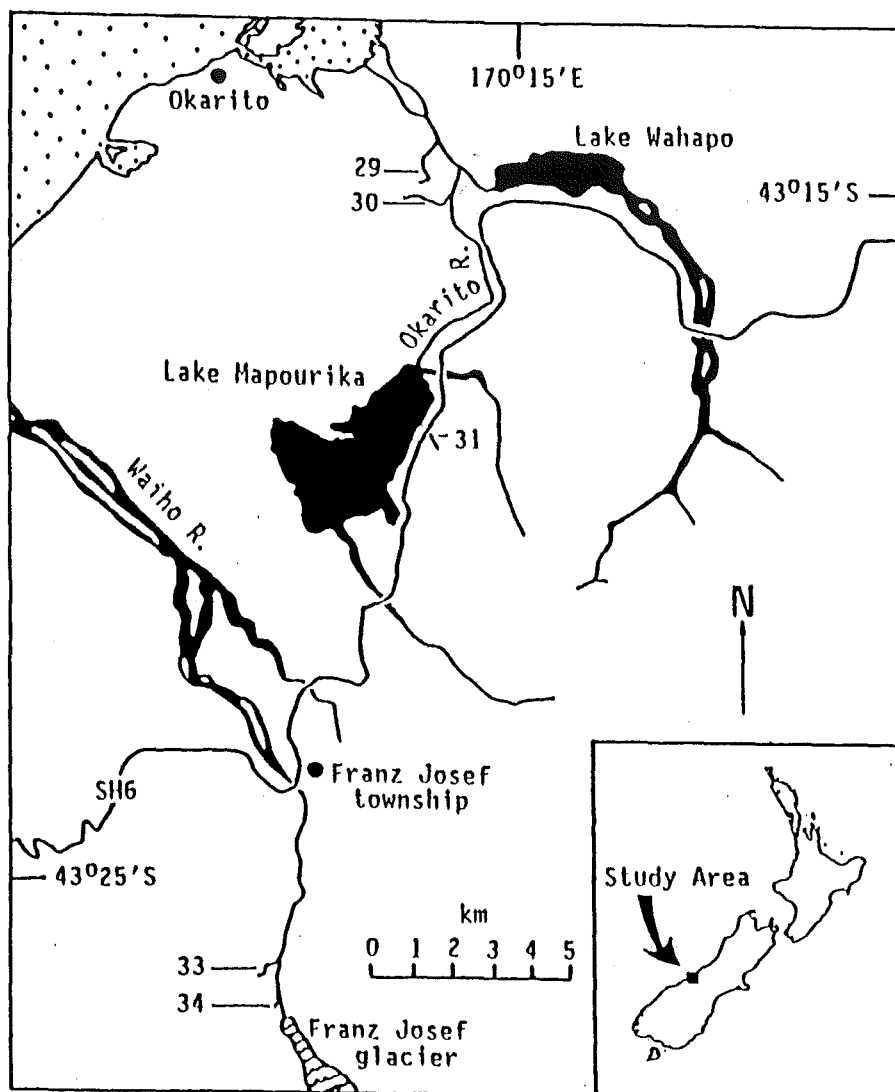 170°15'E
Okarito
Lake Wahapo
29
30
43°15'S
Okarito R.
Lake Mapourika
31
Waiho R.
N
Franz Josef
township
SH6
43°25'S
Study Area
km
0 1 2 3 4 5
33
34
Franz Josef
glacier